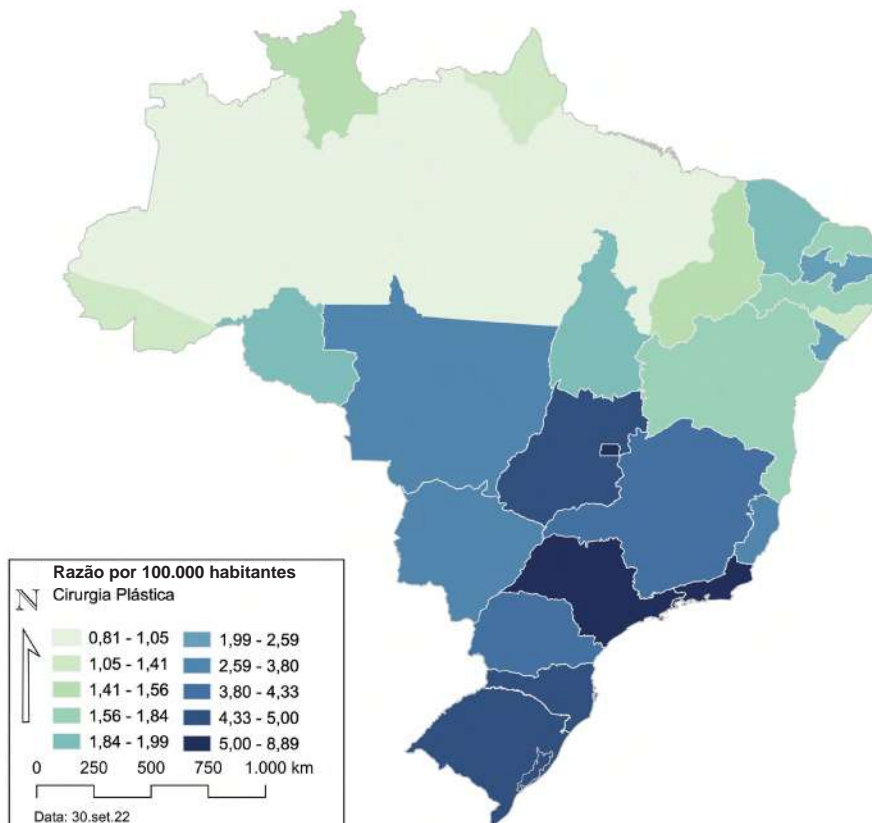 Razão por 100.000 habitantes
N Cirurgia Plástica
0,81 - 1,05 1,99 - 2,59
1,05 - 1,41 2,59 - 3,80
1,41 - 1,56 3,80 - 4,33
1,56 - 1,84 4,33 - 5,00
1,84 - 1,99 5,00 - 8,89
0 250 500 750 1.000 km
Data: 30.set.22